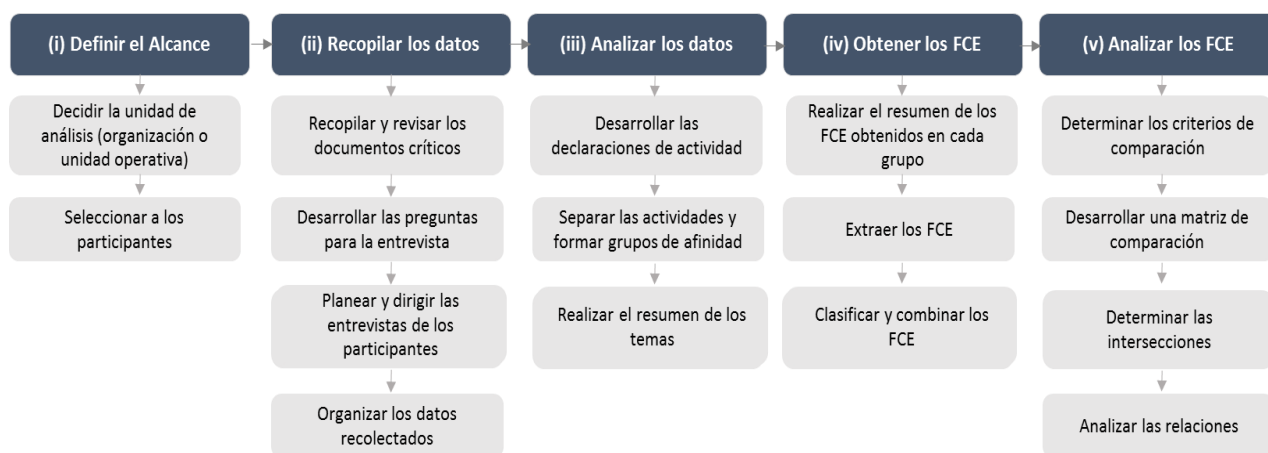 (i) Definir el Alcance
Decidir la unidad de
análisis (organización o
unidad operativa)
Seleccionar a los
participantes
(ii) Recopilar los datos
Recopilar y revisar los
documentos críticos
Desarrollar las preguntas
para la entrevista
Planear y dirigir las
entrevistas de los
participantes
Organizar los datos
recolectados
(iii) Analizar los datos
Desarrollar las
declaraciones de actividad
Separar las actividades y
formar grupos de afinidad
Realizar el resumen de los
temas
(iv) Obtener los FCE
Realizar el resumen de los
FCE obtenidos en cada
grupo
Extraer los FCE
Clasificar y combinar los
FCE
(v) Analizar los FCE
Determinar los criterios de
comparación
Desarrollar una matriz de
comparación
Determinar las
intersecciones
Analizar las relaciones